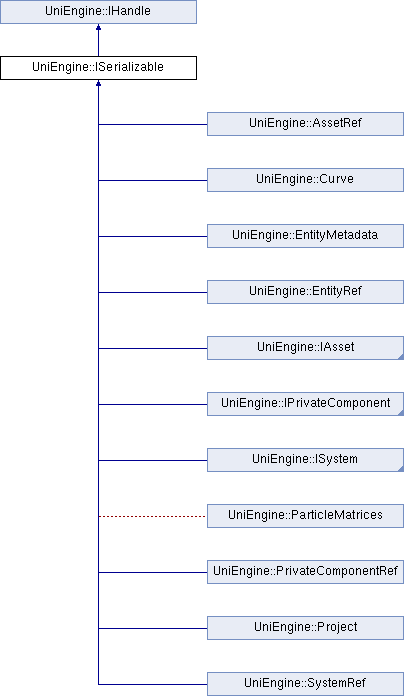 UniEngine::IHandle
UniEngine::ISerializable
UniEngine::AssetRef
UniEngine::Curve
UniEngine::EntityMetadata
UniEngine::EntityRef
UniEngine::IAsset
UniEngine::IPrivateComponent
UniEngine::ISystem
UniEngine::ParticleMatrices
UniEngine::PrivateComponentRef
UniEngine::Project
UniEngine::SystemRef